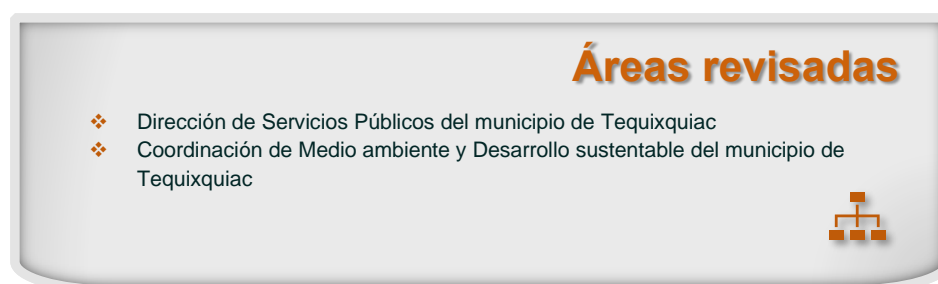 Áreas revisadas
❖ Dirección de Servicios Públicos del municipio de Tequixquiac
❖ Coordinación de Medio ambiente y Desarrollo sustentable del municipio de
Tequixquiac